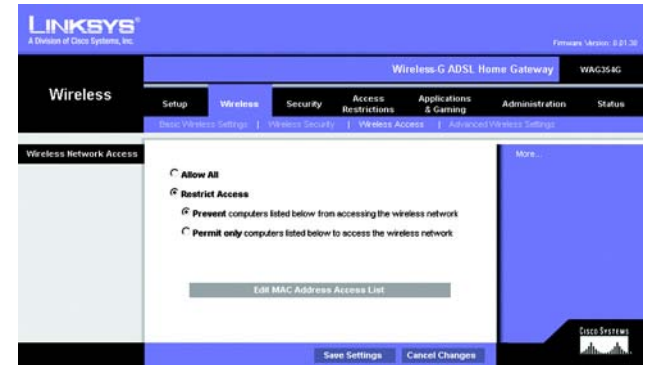 LINKSYS®
A Division of Cisco Systems, Inc.
Firmware Version: 0.01.30
Wireless-G ADSL Home Gateway WAG354G
Wireless
Setup Wireless Security Access Restrictions Applications & Gaming Administration Status
Basic Wireless Settings | Wireless Security | Wireless Access | Advanced Wireless Settings
Wireless Network Access
More...
Allow All
Restrict Access
Prevent computers listed below from accessing the wireless network
Permit only computers listed below to access the wireless network
Edit MAC Address Access List
Save Settings Cancel Changes
CISCO SYSTEMS